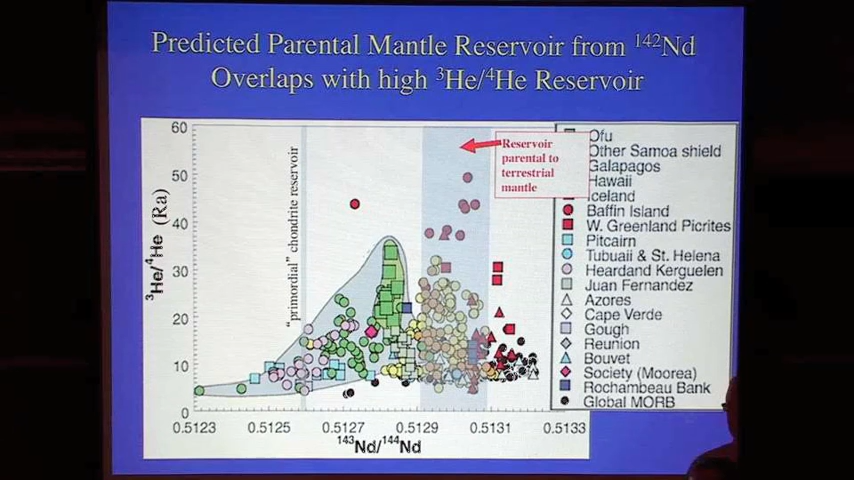 Predicted Parental Mantle Reservoir from ¹⁴²Nd
Overlaps with high ³He/⁴He Reservoir
60
50
40
30
20
10
0
³He/⁴He (Ra)
"primordial" chondrite reservoir
Reservoir
parental to
terrestrial
mantle
0.5123
0.5125
0.5127
0.5129
0.5131
0.5133
¹⁴³Nd/¹⁴⁴Nd
Ofu
Other Samoa shield
Galapagos
Hawaii
Iceland
Baffin Island
W. Greenland Picrites
Pitcairn
Tubuaii & St. Helena
Heardand Kerguelen
Juan Fernandez
Azores
Cape Verde
Gough
Reunion
Bouvet
Society (Moorea)
Rochambeau Bank
Global MORB